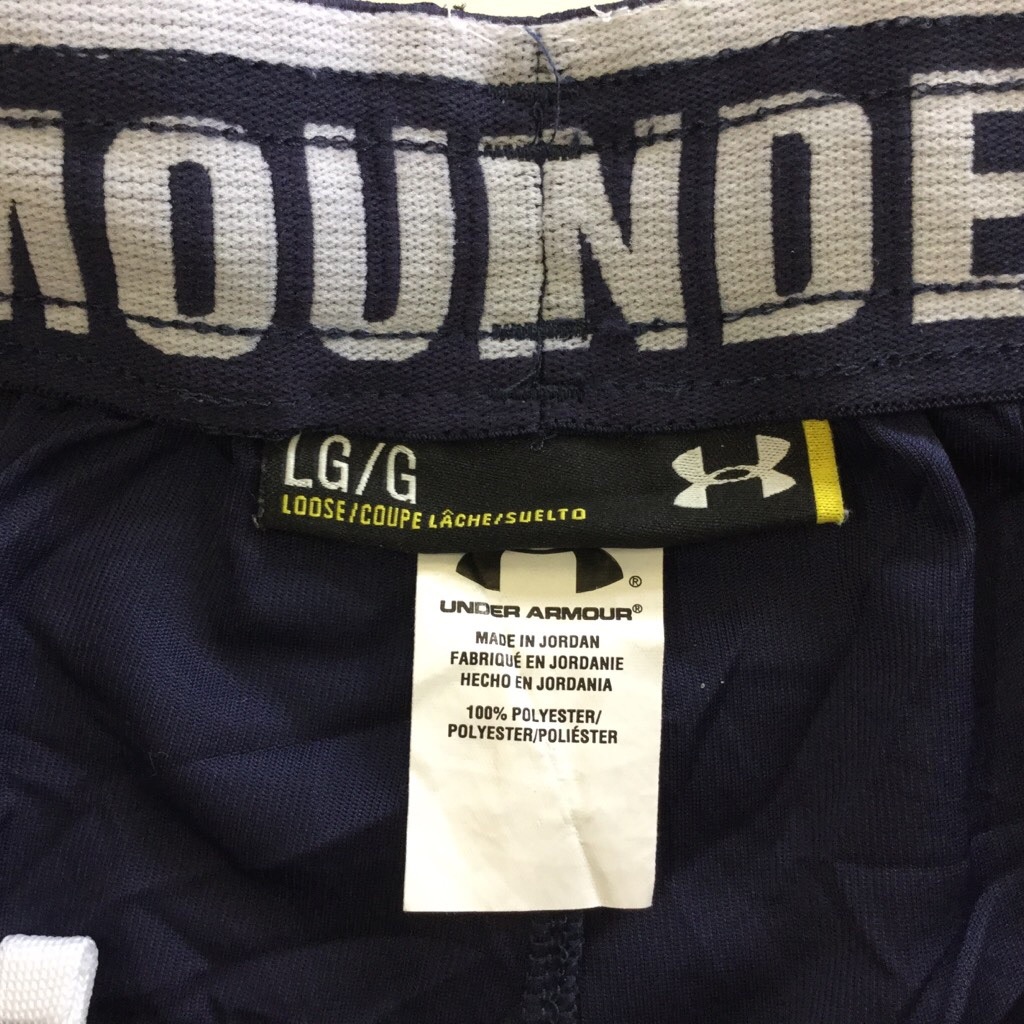 OUNDE
LG/G
LOOSE/COUPE LÂCHE/SUELTO
®
UNDER ARMOUR®
MADE IN JORDAN
FABRIQUÉ EN JORDANIE
HECHO EN JORDANIA
100% POLYESTER/
POLYESTER/POLIÉSTER